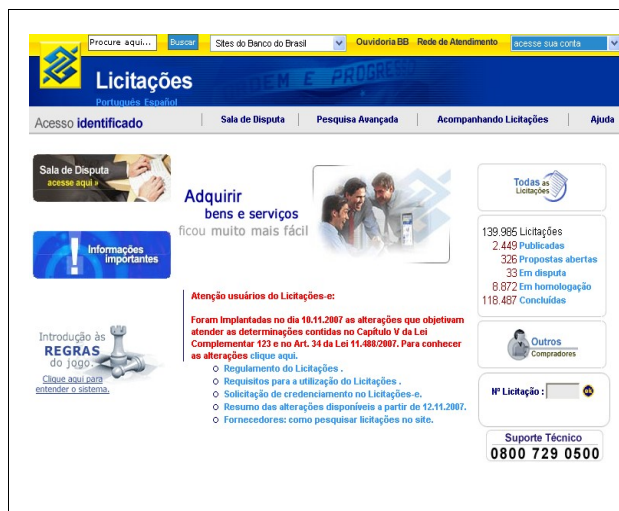 Procure aqui...
Buscar
Sites do Banco do Brasil
Ouvidoria BB
Rede de Atendimento
acesse sua conta
ORDEM E PROGRESSO
Licitações
Português Español
Acesso identificado
Sala de Disputa
Pesquisa Avançada
Acompanhando Licitações
Ajuda
Sala de Disputa
acesse aqui »
Informações
importantes
Introdução às
REGRAS
do jogo.
Clique aqui para
entender o sistema.
Adquirir
bens e serviços
ficou muito mais fácil
Atenção usuários do Licitações-e:
Foram Implantadas no dia 10.11.2007 as alterações que objetivam
atender as determinações contidas no Capítulo V da Lei
Complementar 123 e no Art. 34 da Lei 11.488/2007. Para conhecer
as alterações clique aqui.
Regulamento do Licitações .
Requisitos para a utilização do Licitações .
Solicitação de credenciamento no Licitações-e.
Resumo das alterações disponíveis a partir de 12.11.2007.
Fornecedores: como pesquisar licitações no site.
Todas as
Licitações
139.985 Licitações
2.449 Publicadas
326 Propostas abertas
33 Em disputa
8.872 Em homologação
118.487 Concluídas
Outros
Compradores
Nº Licitação :
ok
Suporte Técnico
0800 729 0500